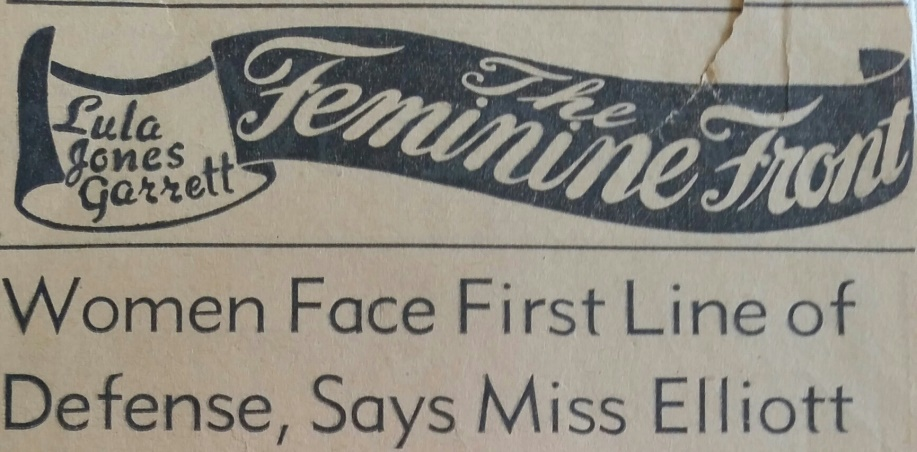 Lula
Jones
Garrett
The
Feminine Front
Women Face First Line of
Defense, Says Miss Elliott